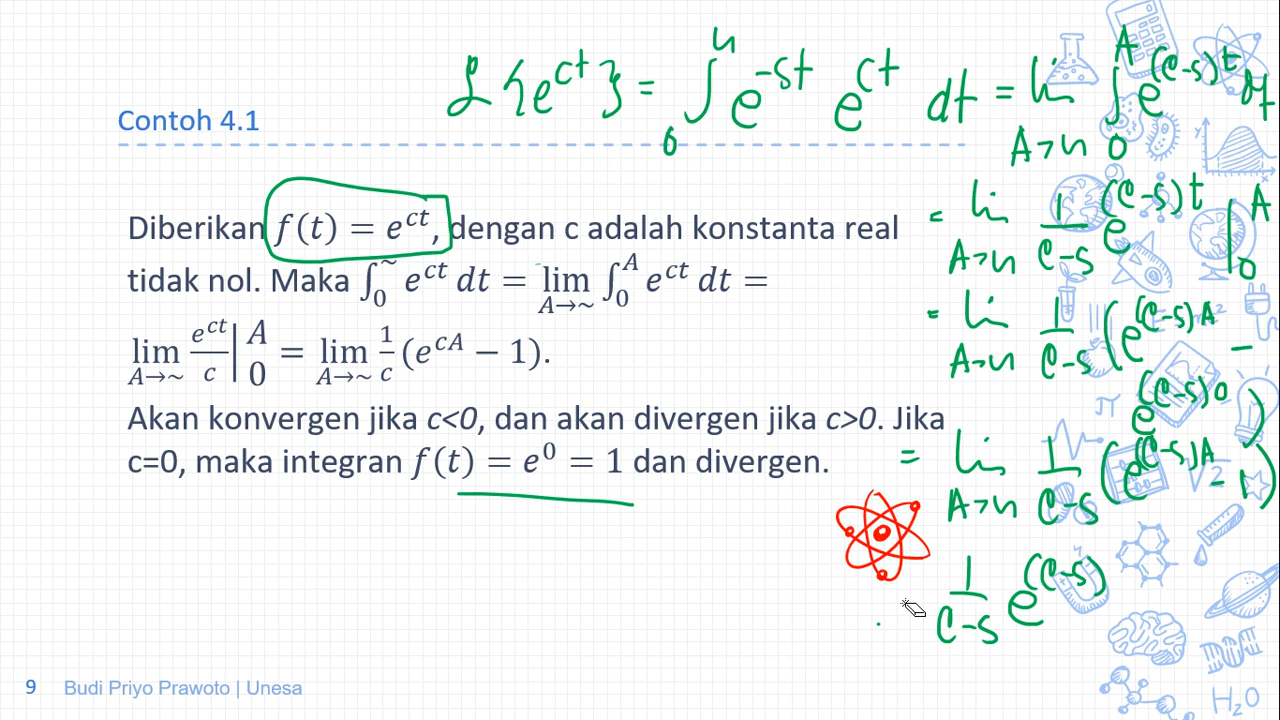 ℒ{e^{ct}} = ∫_0^~ e^{-st} e^{ct} dt = lim_{A→~} ∫_0^A e^{(c-s)t} dt
Contoh 4.1
= lim_{A→~} 1/(c-s) e^{(c-s)t} |_0^A
Diberikan f(t) = e^{ct}, dengan c adalah konstanta real
tidak nol. Maka ∫_0^~ e^{ct} dt = lim_{A→~} ∫_0^A e^{ct} dt =
lim_{A→~} e^{ct}/c |_0^A = lim_{A→~} 1/c (e^{cA} − 1).
Akan konvergen jika c<0, dan akan divergen jika c>0. Jika
c=0, maka integran f(t) = e^0 = 1 dan divergen.
= lim_{A→~} 1/(c-s) (e^{(c-s)A} - e^{(c-s)0})
= lim_{A→~} 1/(c-s) (e^{(c-s)A} - 1)
1/(c-s) e^{(c-s)}
9 Budi Priyo Prawoto | Unesa
H₂O